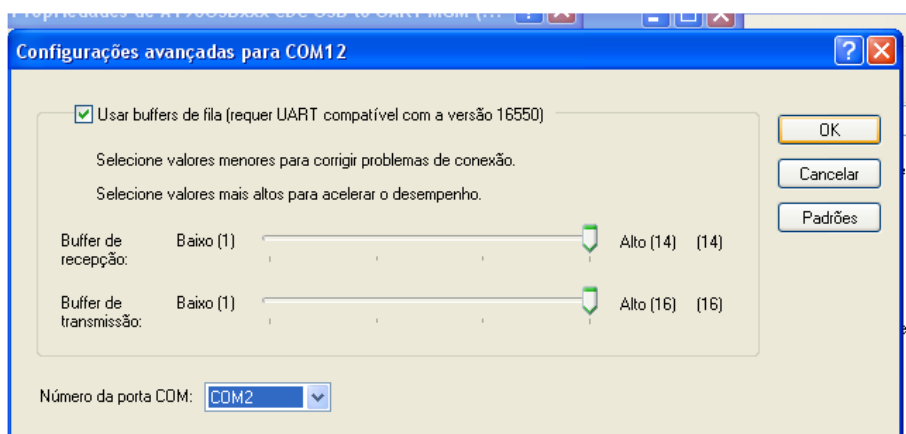 Configurações avançadas para COM12
Usar buffers de fila (requer UART compatível com a versão 16550)
Selecione valores menores para corrigir problemas de conexão.
Selecione valores mais altos para acelerar o desempenho.
Buffer de
recepção:
Baixo (1)
Alto (14)
(14)
Buffer de
transmissão:
Baixo (1)
Alto (16)
(16)
Número da porta COM:
COM2
OK
Cancelar
Padrões